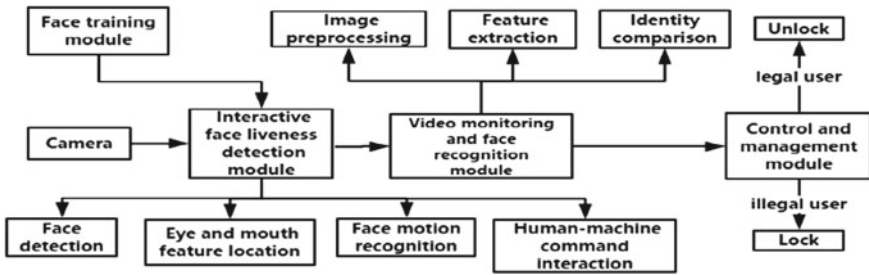 Face training
module
Image
preprocessing
Feature
extraction
Identity
comparison
Unlock
legal user
Camera
Interactive
face liveness
detection
module
Video monitoring
and face
recognition
module
Control and
management
module
illegal user
Lock
Face
detection
Eye and mouth
feature location
Face motion
recognition
Human-machine
command
interaction